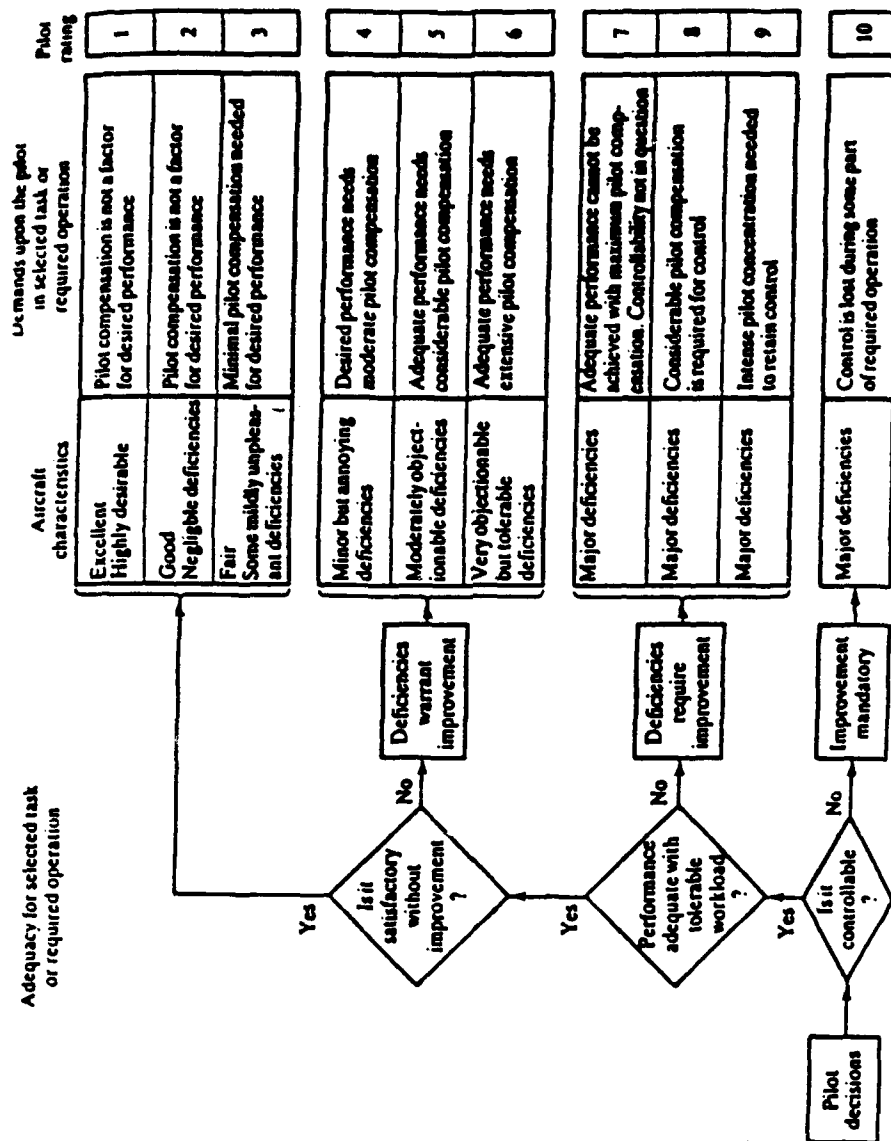 Adequacy for selected task
or required operation
Aircraft
characteristics
Demands upon the pilot
in selected task or
required operation
Pilot
rating
Excellent
Highly desirable
Pilot compensation is not a factor
for desired performance
1
Good
Negligble deficiencies
Pilot compensation is not a factor
for desired performance
2
Fair
Some mildly unpleas-
ant deficiencies
Minimal pilot compensation needed
for desired performance
3
Yes
Is it
satisfactory
without
improvement
?
No
Deficiencies
warrant
improvement
Minor but annoying
deficiencies
Desired performance needs
moderate pilot compensation
4
Moderately object-
ionable deficiencies
Adequate performance needs
considerable pilot compensation
5
Very objectionable
but tolerable
deficiencies
Adequate performance needs
extensive pilot compensation
6
Yes
Performance
adequate with
tolerable
workload
?
No
Deficiencies
require
improvement
Major deficiencies
Adequate performance cannot be
achieved with maximum pilot comp-
ensation. Controllability not in question
7
Major deficiencies
Considerable pilot compensation
is required for control
8
Major deficiencies
Intense pilot concentration needed
to retain control
9
Yes
Is it
controllable
?
No
Improvement
mandatory
Major deficiencies
Control is lost during some part
of required operation
10
Pilot
decisions